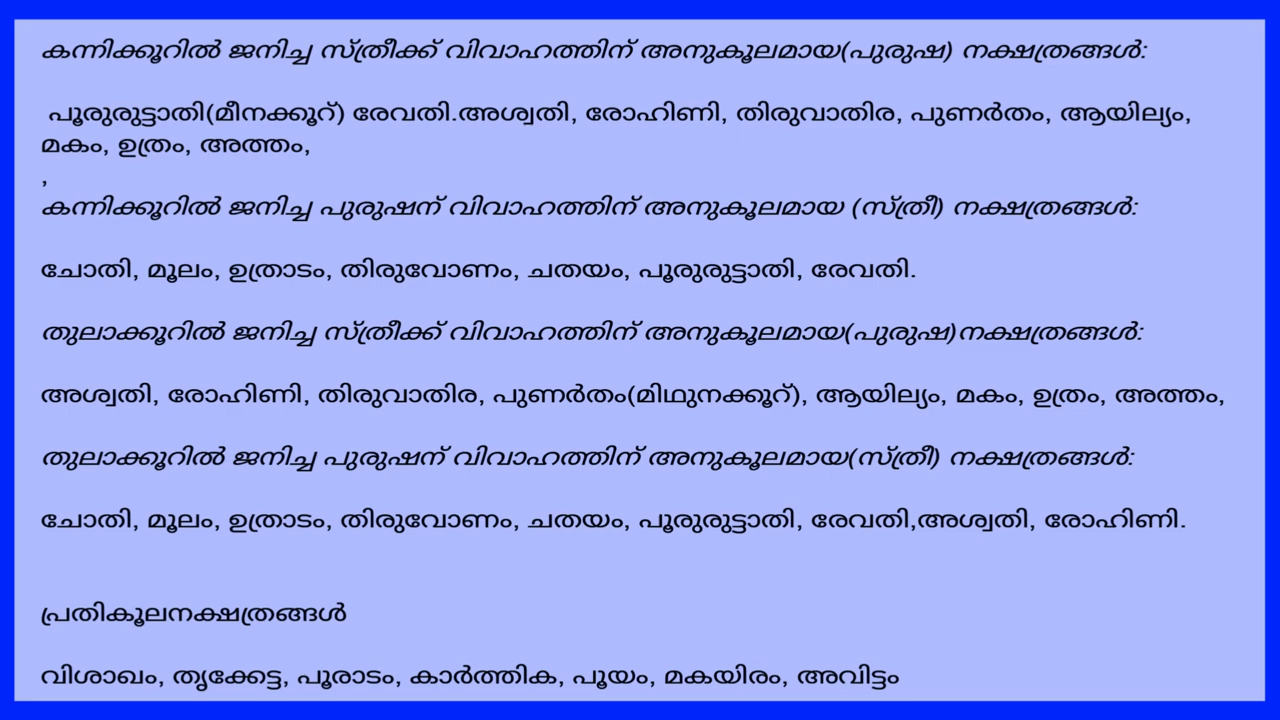 കന്നിക്കൂറിൽ ജനിച്ച സ്ത്രീക്ക് വിവാഹത്തിന് അനുകൂലമായ(പുരുഷ) നക്ഷത്രങ്ങൾ:
പൂരുരുട്ടാതി(മീനക്കൂറ്) രേവതി.അശ്വതി, രോഹിണി, തിരുവാതിര, പുണർതം, ആയില്യം,
മകം, ഉത്രം, അത്തം,
,
കന്നിക്കൂറിൽ ജനിച്ച പുരുഷന് വിവാഹത്തിന് അനുകൂലമായ (സ്ത്രീ) നക്ഷത്രങ്ങൾ:
ചോതി, മൂലം, ഉത്രാടം, തിരുവോണം, ചതയം, പൂരുരുട്ടാതി, രേവതി.
തുലാക്കൂറിൽ ജനിച്ച സ്ത്രീക്ക് വിവാഹത്തിന് അനുകൂലമായ(പുരുഷ)നക്ഷത്രങ്ങൾ:
അശ്വതി, രോഹിണി, തിരുവാതിര, പുണർതം(മിഥുനക്കൂറ്), ആയില്യം, മകം, ഉത്രം, അത്തം,
തുലാക്കൂറിൽ ജനിച്ച പുരുഷന് വിവാഹത്തിന് അനുകൂലമായ(സ്ത്രീ) നക്ഷത്രങ്ങൾ:
ചോതി, മൂലം, ഉത്രാടം, തിരുവോണം, ചതയം, പൂരുരുട്ടാതി, രേവതി,അശ്വതി, രോഹിണി.
പ്രതികൂലനക്ഷത്രങ്ങൾ
വിശാഖം, തൃക്കേട്ട, പൂരാടം, കാർത്തിക, പൂയം, മകയിരം, അവിട്ടം